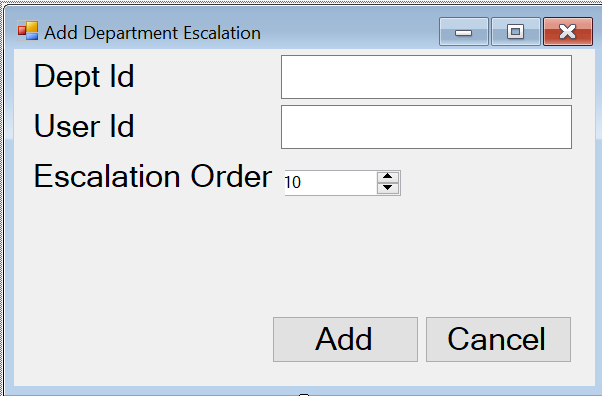 Add Department Escalation
Dept Id
User Id
Escalation Order 10
Add Cancel